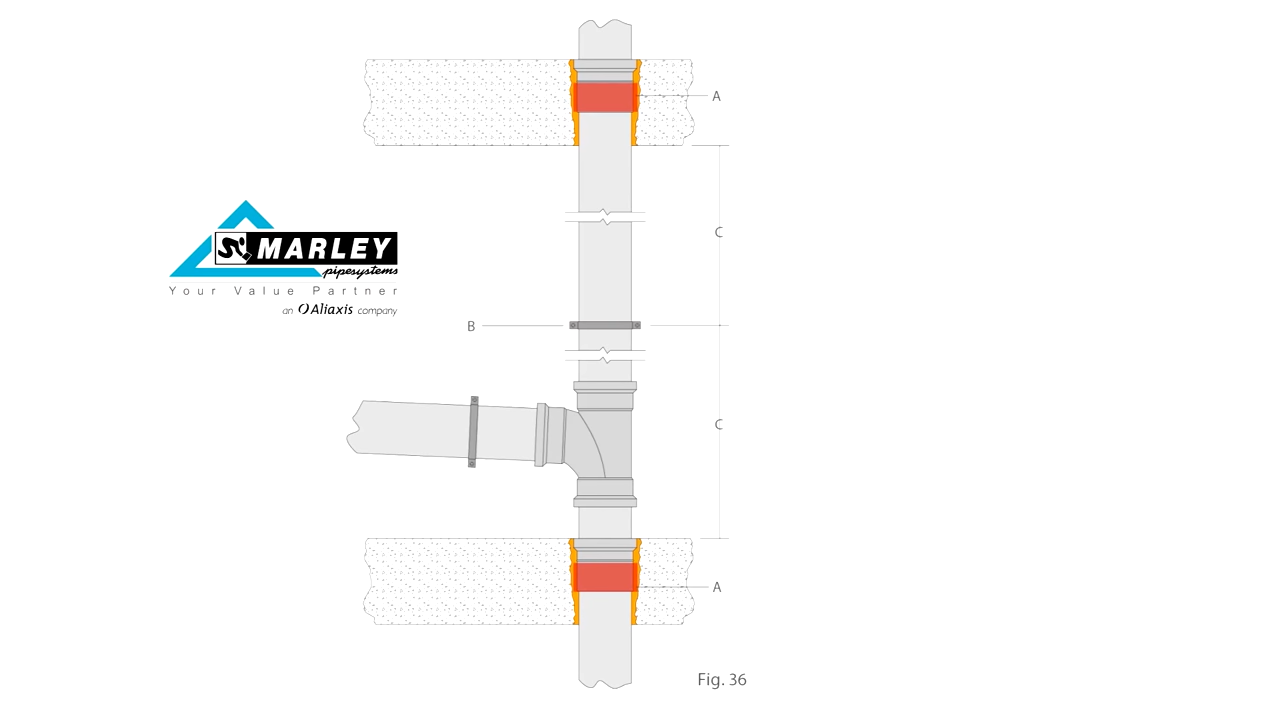 A
C
MARLEY
pipesystems
Your Value Partner
an Aliaxis company
B
C
A
Fig. 36